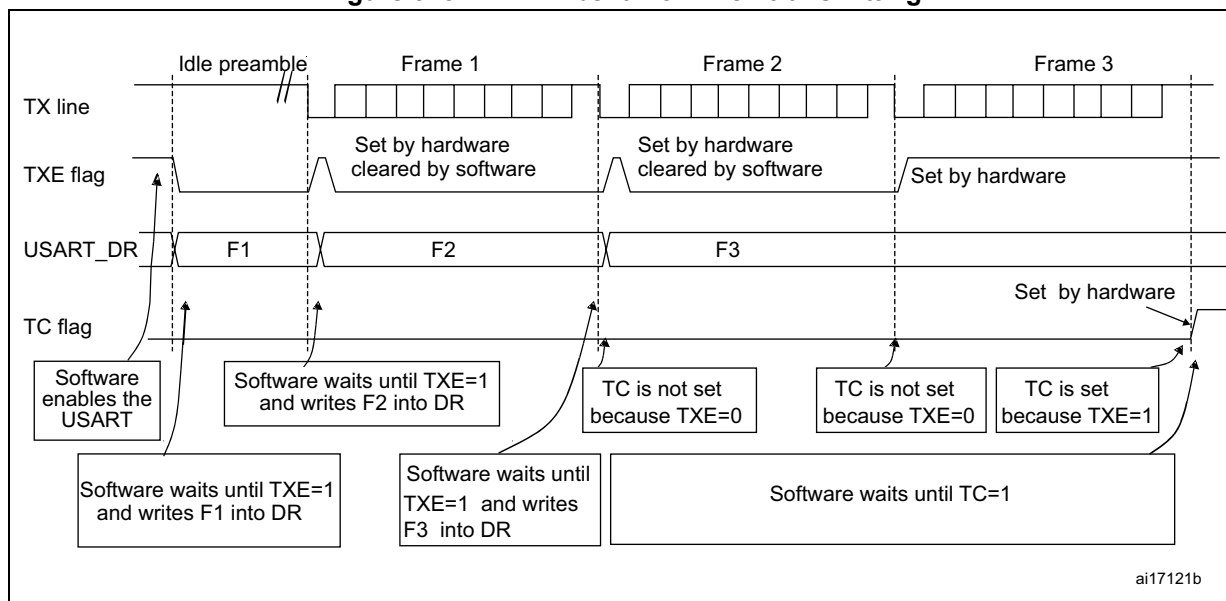 Idle preamble
Frame 1
Frame 2
Frame 3
TX line
Set by hardware
cleared by software
Set by hardware
cleared by software
TXE flag
Set by hardware
USART_DR
F1
F2
F3
Set by hardware
TC flag
Software
enables the
USART
Software waits until TXE=1
and writes F2 into DR
TC is not set
because TXE=0
TC is not set
because TXE=0
TC is set
because TXE=1
Software waits until TXE=1
and writes F1 into DR
Software waits until
TXE=1 and writes
F3 into DR
Software waits until TC=1
ai17121b